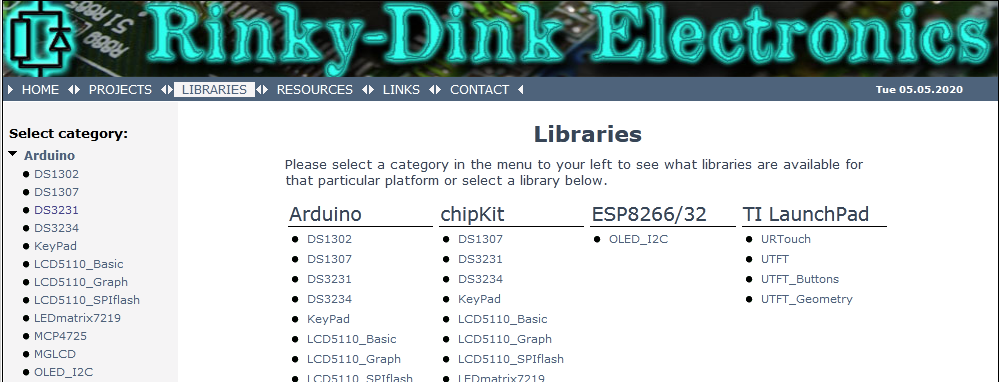 Rinky-Dink Electronics
HOME PROJECTS LIBRARIES RESOURCES LINKS CONTACT Tue 05.05.2020
Select category:
Arduino
DS1302
DS1307
DS3231
DS3234
KeyPad
LCD5110_Basic
LCD5110_Graph
LCD5110_SPIflash
LEDmatrix7219
MCP4725
MGLCD
OLED_I2C
Libraries
Please select a category in the menu to your left to see what libraries are available for
that particular platform or select a library below.
Arduino
DS1302
DS1307
DS3231
DS3234
KeyPad
LCD5110_Basic
LCD5110_Graph
LCD5110_SPIflash
chipKit
DS1307
DS3231
DS3234
KeyPad
LCD5110_Basic
LCD5110_Graph
LCD5110_SPIflash
LEDmatrix7219
ESP8266/32
OLED_I2C
TI LaunchPad
URTouch
UTFT
UTFT_Buttons
UTFT_Geometry